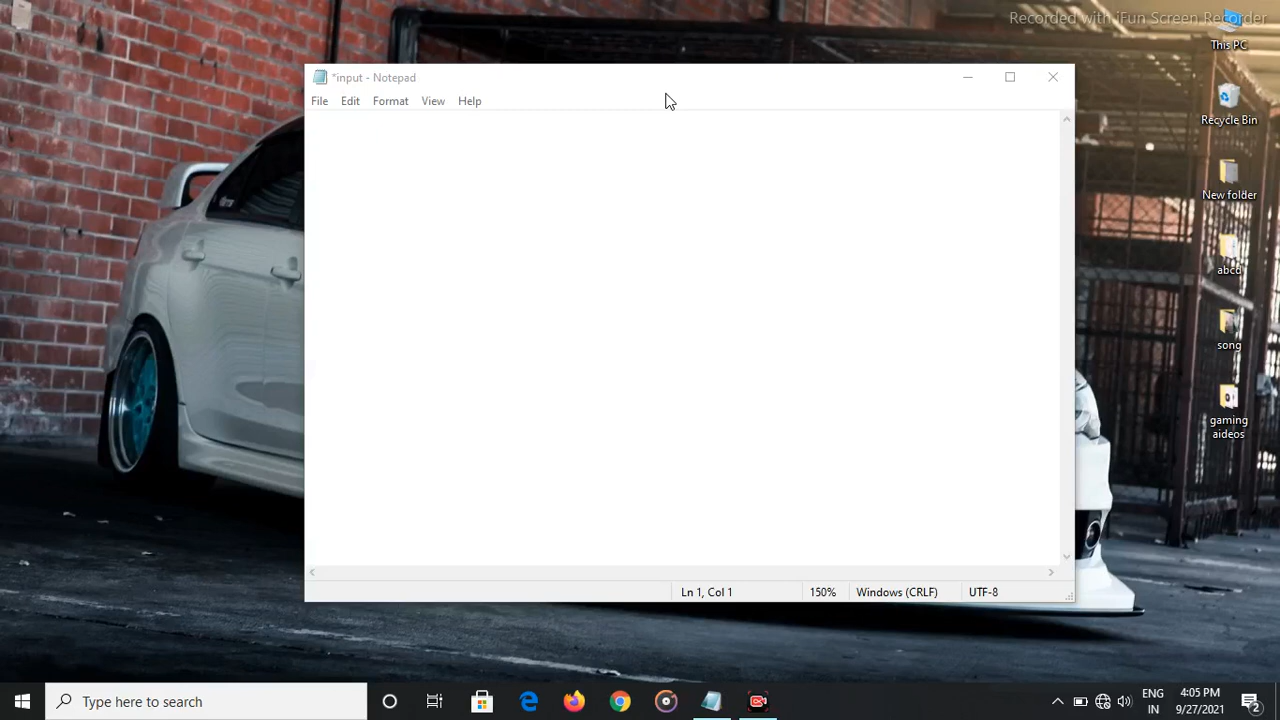 Recorded with iFun Screen Recorder
This PC
*input - Notepad
File Edit Format View Help
Recycle Bin
New folder
abcd
song
gaming
aideos
Ln 1, Col 1 150% Windows (CRLF) UTF-8
Type here to search
ENG
IN
4:05 PM
9/27/2021
2